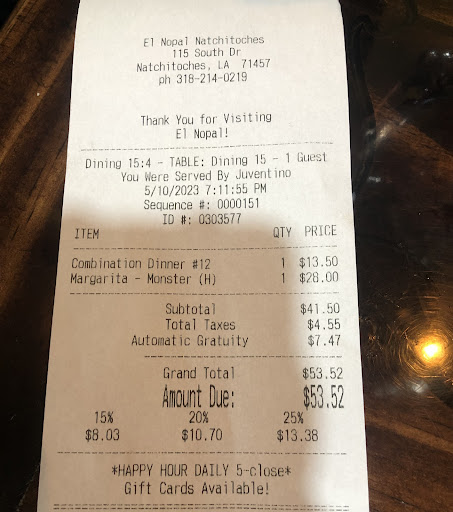 El Nopal Natchitoches
115 South Dr
Natchitoches, LA 71457
ph 318-214-0219
Thank You for Visiting
El Nopal!
Dining 15:4 - TABLE: Dining 15 - 1 Guest
You Were Served By Juventino
5/10/2023 7:11:55 PM
Sequence #: 0000151
ID #: 0303577
ITEM QTY PRICE
Combination Dinner #12 1 $13.50
Margarita - Monster (H) 1 $28.00
Subtotal $41.50
Total Taxes $4.55
Automatic Gratuity $7.47
Grand Total $53.52
Amount Due: $53.52
15% 20% 25%
$8.03 $10.70 $13.38
*HAPPY HOUR DAILY 5-close*
Gift Cards Available!